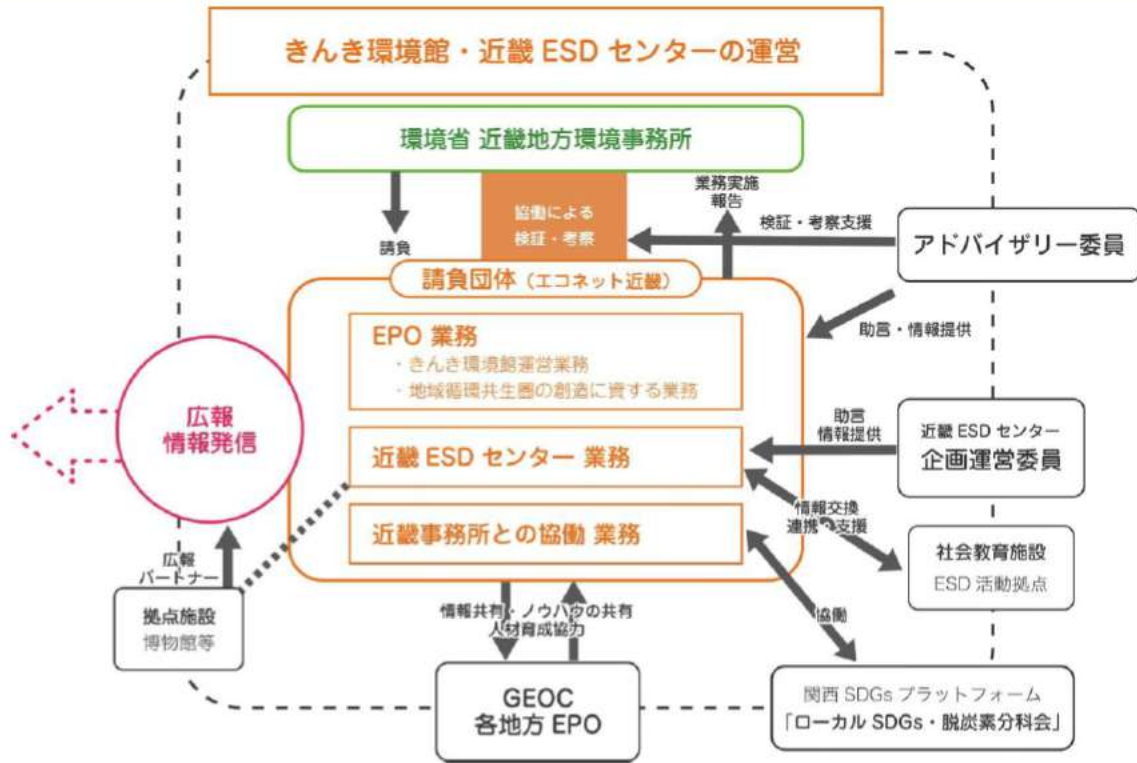 きんき環境館・近畿 ESD センターの運営
環境省 近畿地方環境事務所
業務実施
報告
協働による
検証・考察
請負
検証・考察支援
アドバイザリー委員
請負団体（エコネット近畿）
助言・情報提供
EPO 業務
・きんき環境館運営業務
・地域循環共生圏の創造に資する業務
広報
情報発信
助言
情報提供
近畿 ESD センター
企画運営委員
近畿 ESD センター 業務
情報交換
連携・支援
近畿事務所との協働 業務
社会教育施設
ESD 活動拠点
広報
パートナー
拠点施設
博物館等
情報共有・ノウハウの共有
人材育成協力
協働
GEOC
各地方 EPO
関西 SDGs プラットフォーム
「ローカル SDGs・脱炭素分科会」